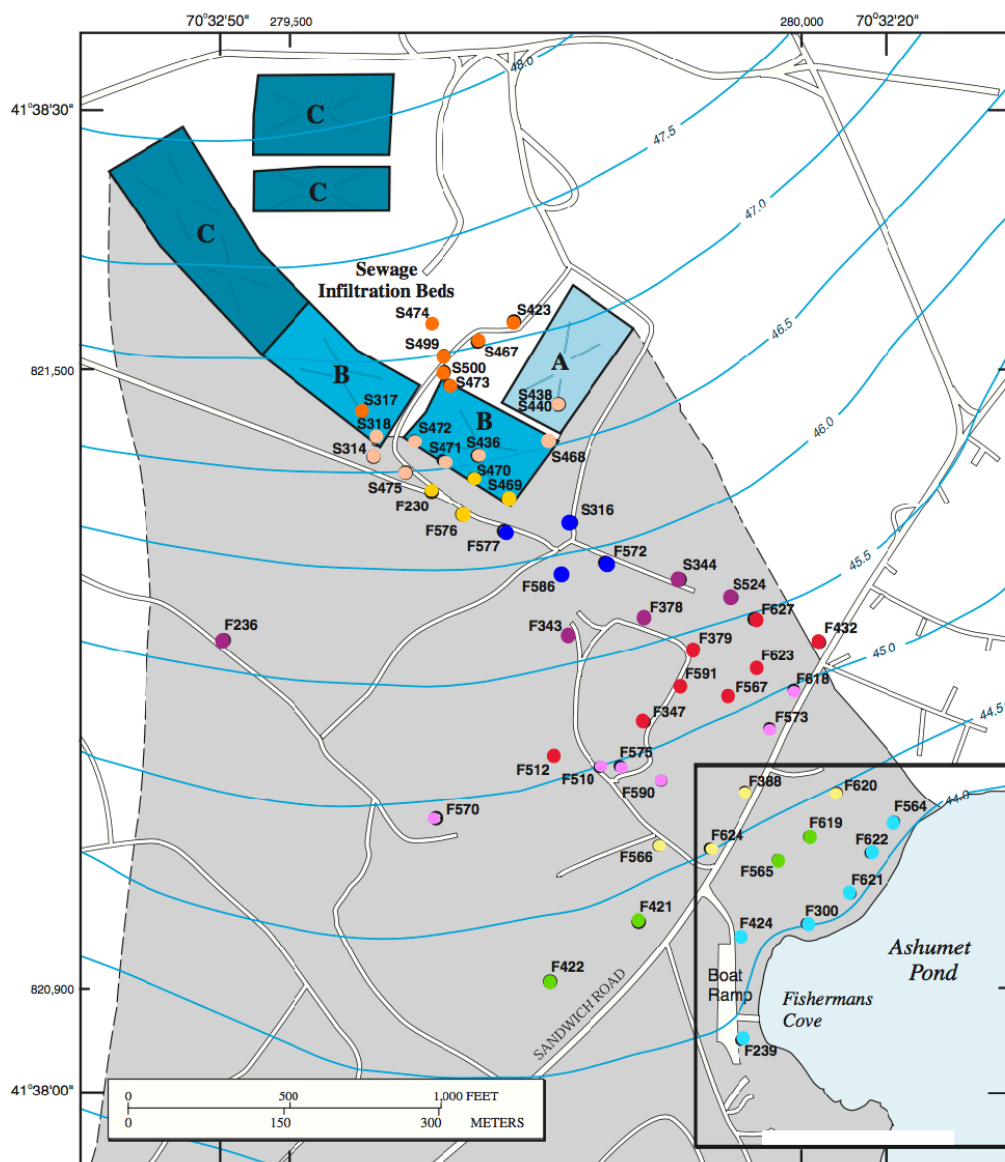 70°32'50"
279,500
280,000
70°32'20"
48.0
41°38'30"
C
47.5
C
47.0
C
Sewage
Infiltration Beds
S474
S423
S499
S467
46.5
S500
A
821,500
S473
B
S438
S440
S317
B
46.0
S318
S472
S314
S471
S436
S468
S475
S470
S469
F230
S316
F576
F577
45.5
F572
F586
S344
S524
F378
F627
F236
F343
F379
F432
45.0
F623
F591
F618
F567
F347
F573
44.5
F512
F575
F510
F590
F388
F620
44.0
F570
F564
F619
F624
F622
F566
F565
F621
F421
F300
F424
Ashumet
Pond
F422
Boat
Ramp
820,900
SANDWICH ROAD
Fishermans
Cove
F239
41°38'00"
0 500 1,000 FEET
0 150 300 METERS